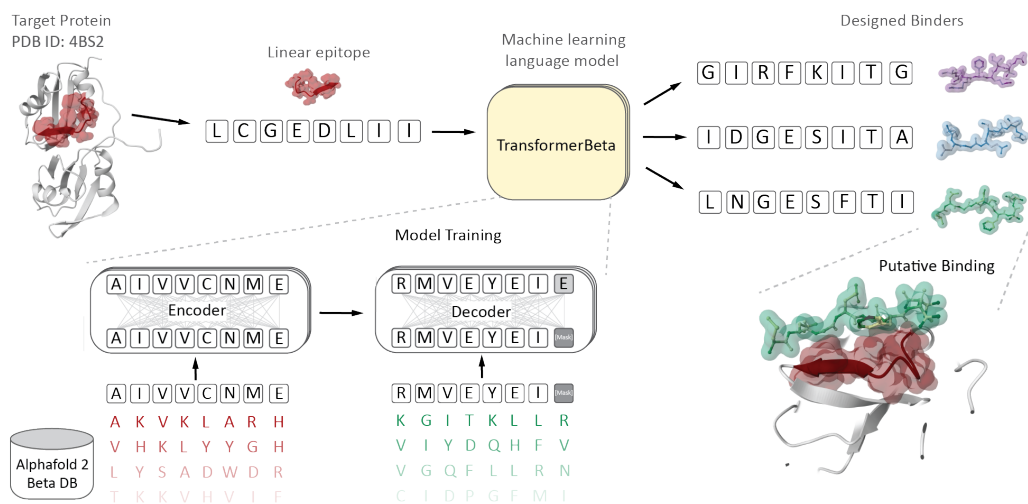 Target Protein
PDB ID: 4BS2
Linear epitope
L C G E D L I I
Machine learning
language model
TransformerBeta
Designed Binders
G I R F K I T G
I D G E S I T A
L N G E S F T I
Model Training
Putative Binding
A I V V C N M E
Encoder
A I V V C N M E
R M V E Y E I E
Decoder
R M V E Y E I [Mask]
A I V V C N M E
R M V E Y E I [Mask]
A K V K L A R H
K G I T K L L R
V H K L Y Y G H
V I Y D Q H F V
L Y S A D W D R
V G Q F L L R N
T K K V H V I F
C I D P G F M I
Alphafold 2
Beta DB